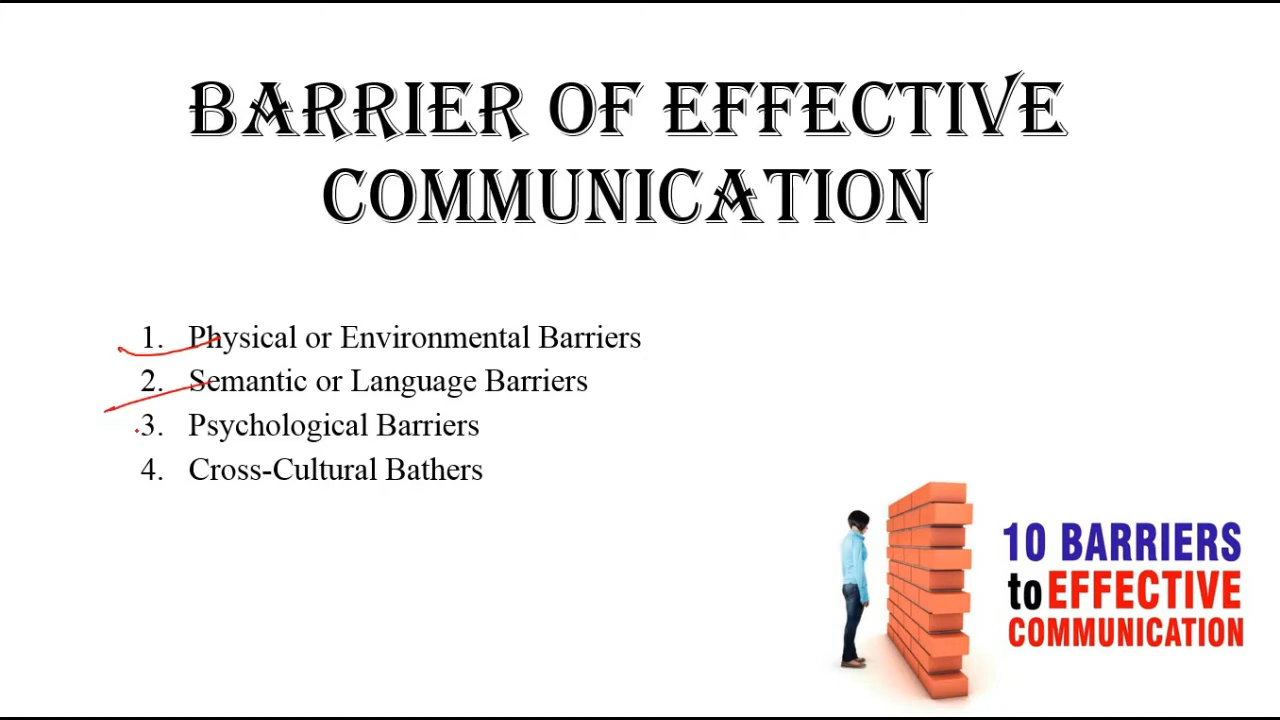 BARRIER OF EFFECTIVE
COMMUNICATION
1. Physical or Environmental Barriers
2. Semantic or Language Barriers
3. Psychological Barriers
4. Cross-Cultural Bathers
10 BARRIERS
to EFFECTIVE
COMMUNICATION